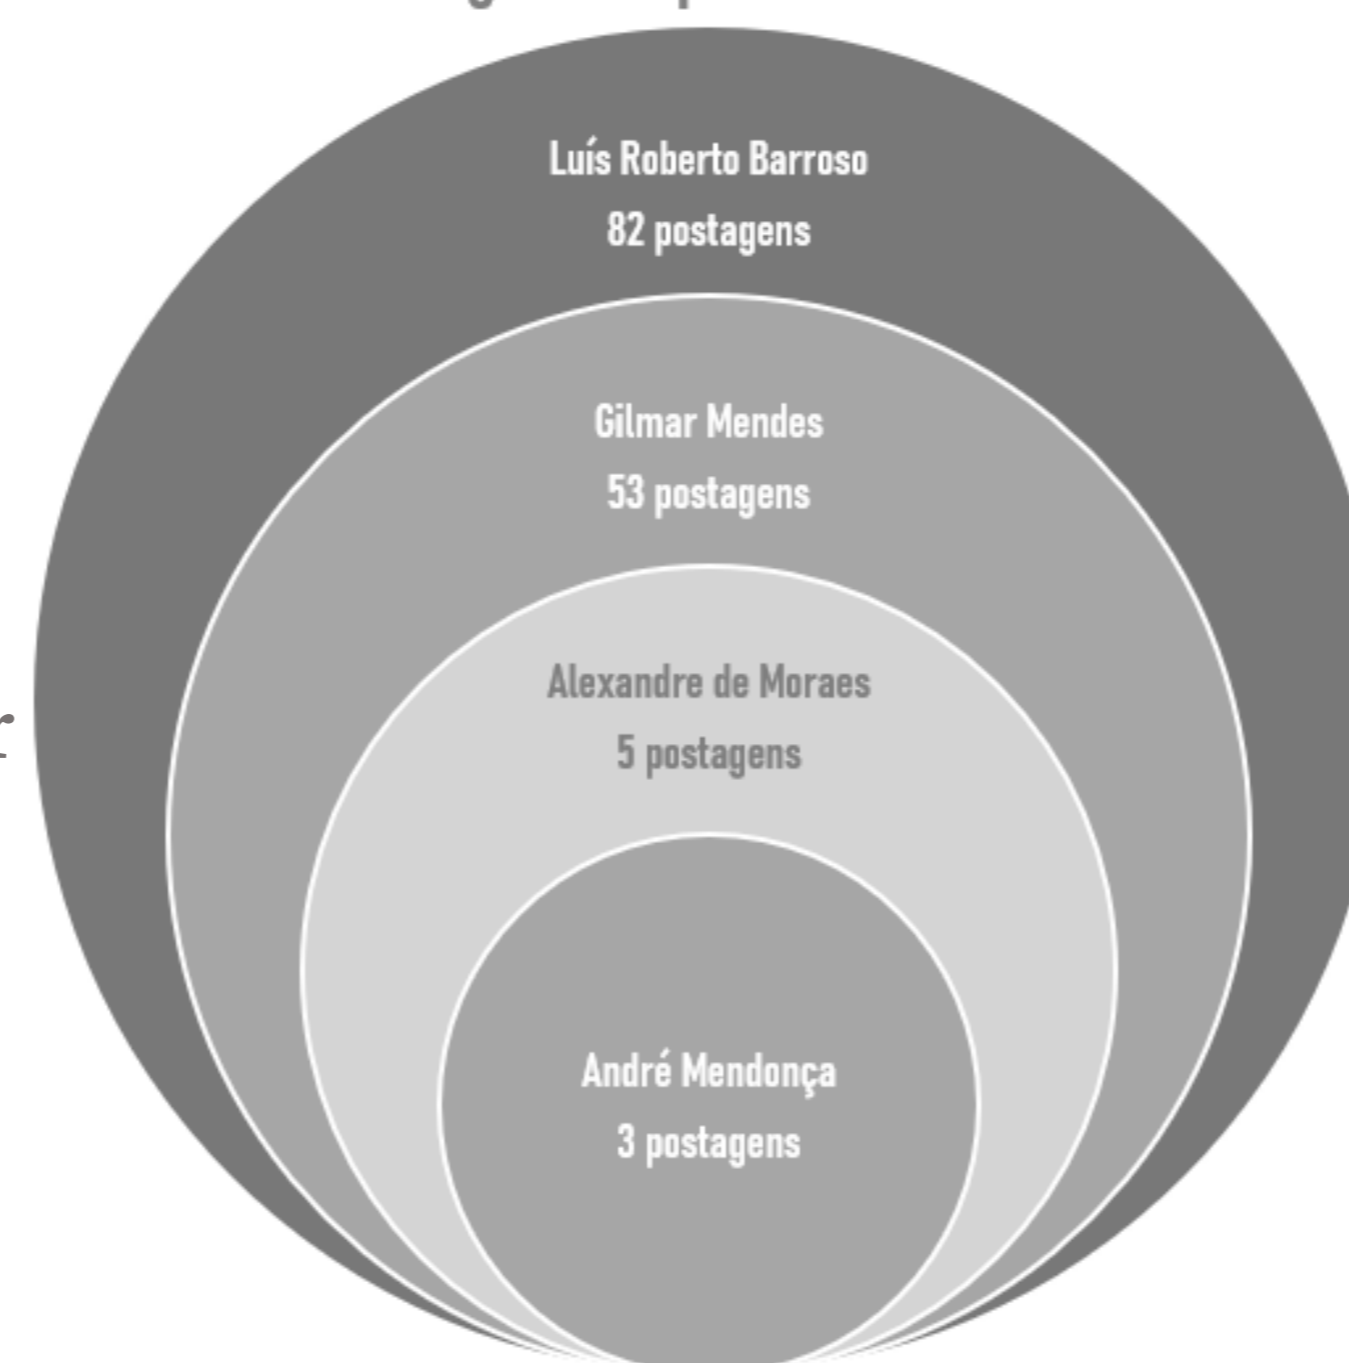 Luís Roberto Barroso
82 postagens
Gilmar Mendes
53 postagens
Alexandre de Moraes
5 postagens
André Mendonça
3 postagens